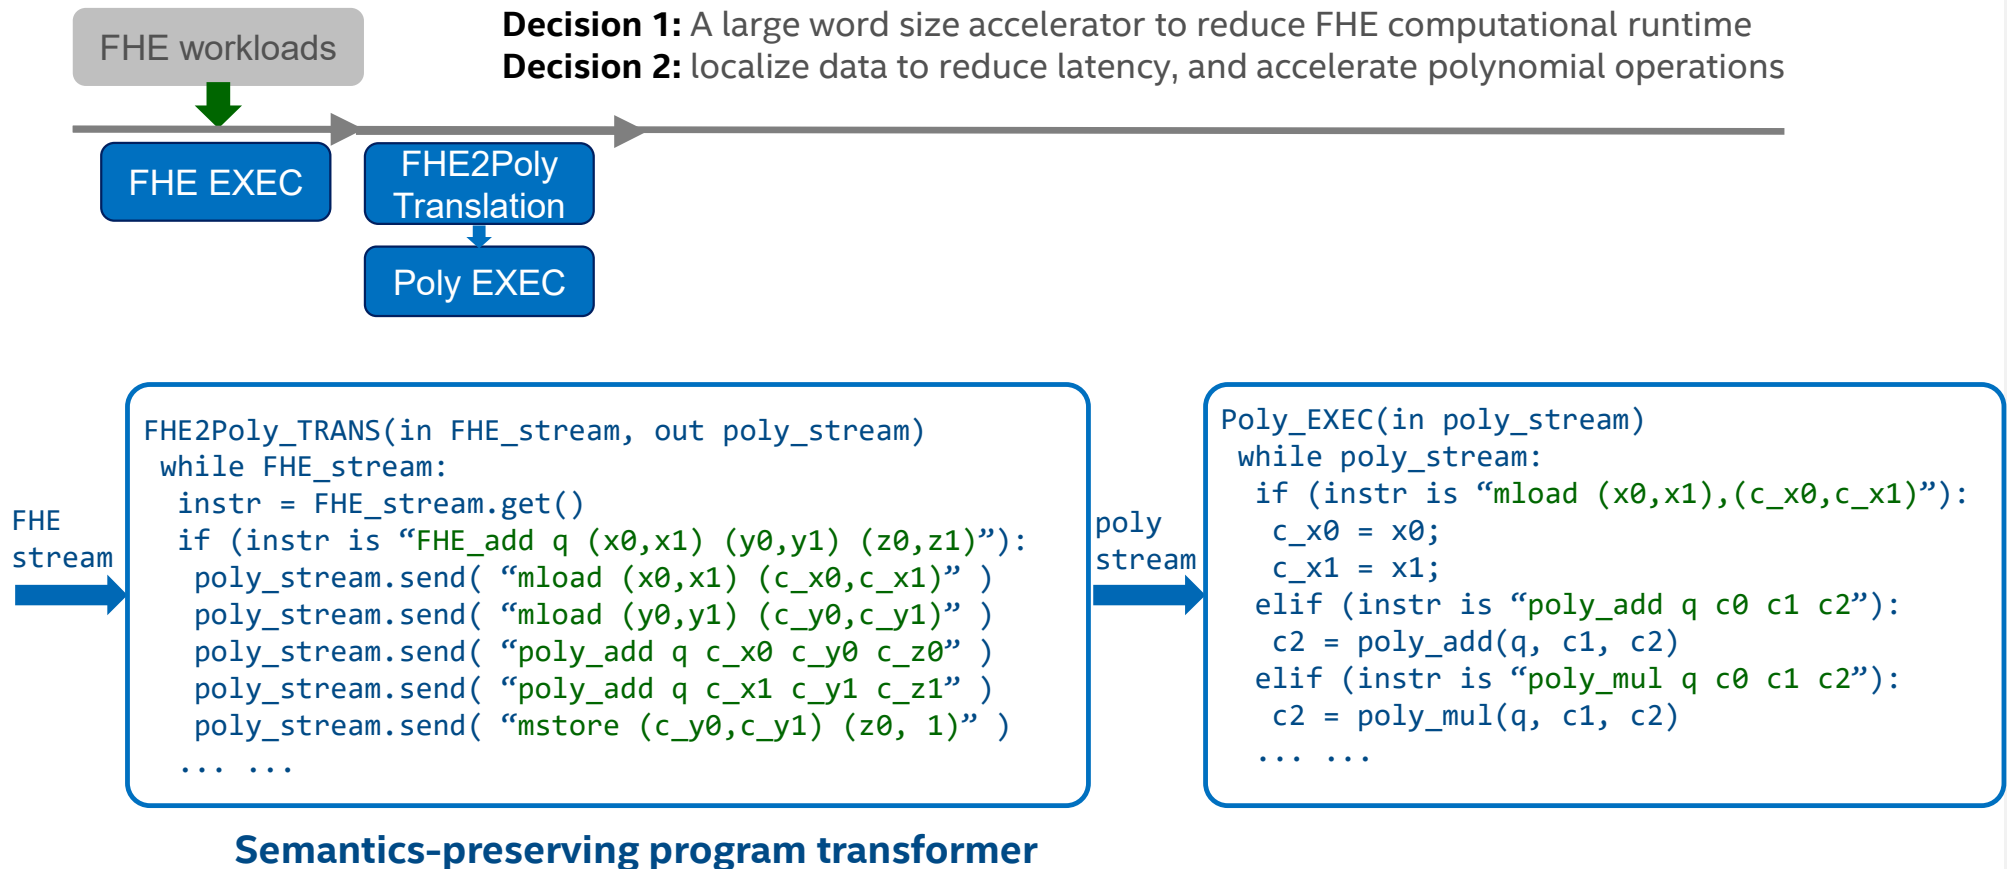 FHE workloads
Decision 1: A large word size accelerator to reduce FHE computational runtime
Decision 2: localize data to reduce latency, and accelerate polynomial operations
FHE EXEC
FHE2Poly
Translation
Poly EXEC
FHE
stream
FHE2Poly_TRANS(in FHE_stream, out poly_stream)
while FHE_stream:
instr = FHE_stream.get()
if (instr is “FHE_add q (x0,x1) (y0,y1) (z0,z1)”):
poly_stream.send( “mload (x0,x1) (c_x0,c_x1)” )
poly_stream.send( “mload (y0,y1) (c_y0,c_y1)” )
poly_stream.send( “poly_add q c_x0 c_y0 c_z0” )
poly_stream.send( “poly_add q c_x1 c_y1 c_z1” )
poly_stream.send( “mstore (c_y0,c_y1) (z0, 1)” )
... ...
poly
stream
Poly_EXEC(in poly_stream)
while poly_stream:
if (instr is “mload (x0,x1),(c_x0,c_x1)”):
c_x0 = x0;
c_x1 = x1;
elif (instr is “poly_add q c0 c1 c2”):
c2 = poly_add(q, c1, c2)
elif (instr is “poly_mul q c0 c1 c2”):
c2 = poly_mul(q, c1, c2)
... ...
Semantics-preserving program transformer